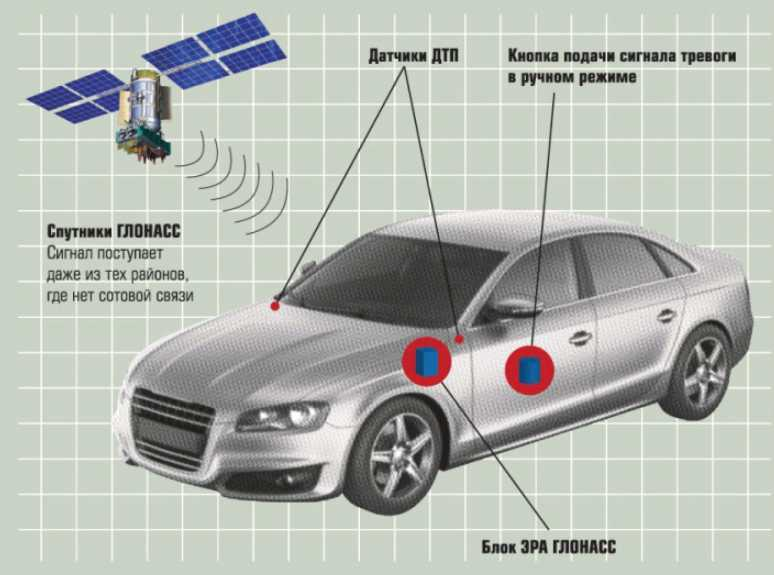 Датчики ДТП
Кнопка подачи сигнала тревоги
в ручном режиме
Спутники ГЛОНАСС
Сигнал поступает
даже из тех районов,
где нет сотовой связи
Блок ЭРА ГЛОНАСС